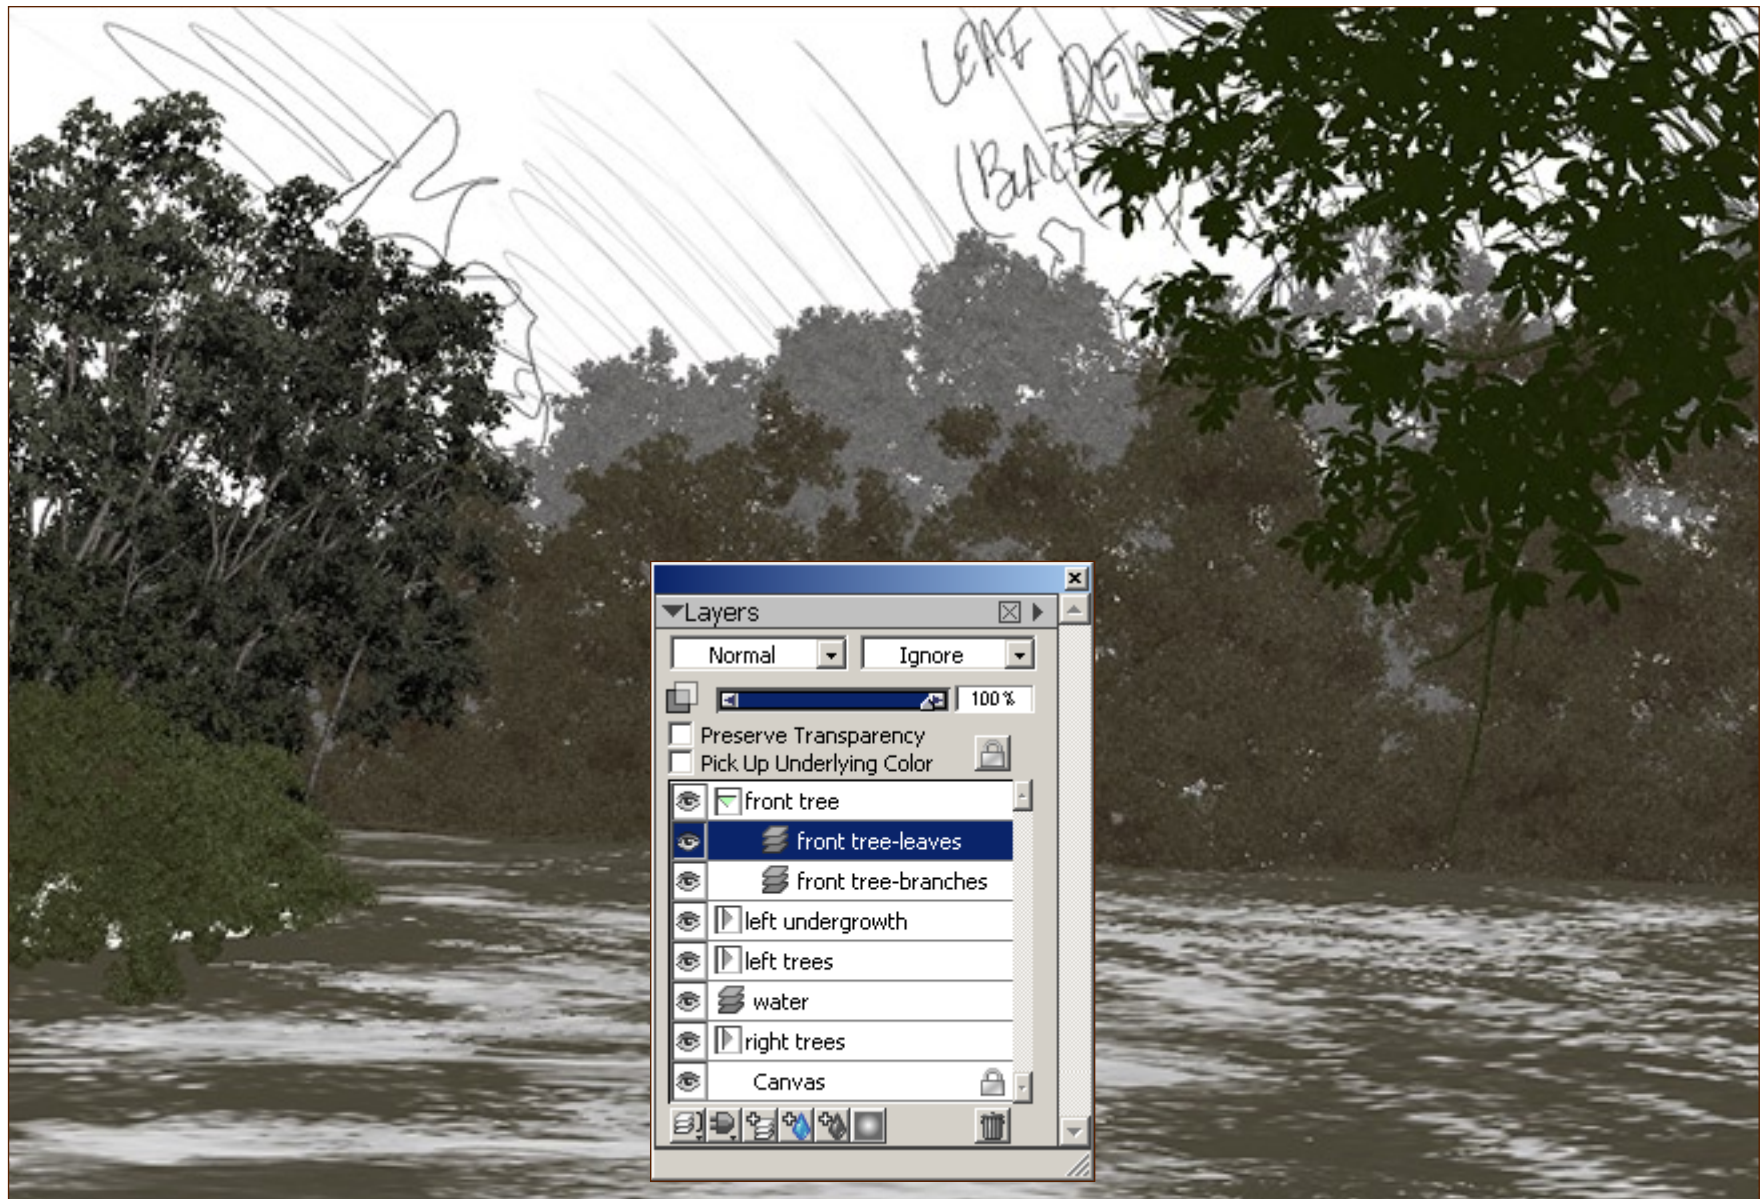 LEAF
Layers
Normal
Ignore
100%
Preserve Transparency
Pick Up Underlying Color
front tree
front tree-leaves
front tree-branches
left undergrowth
left trees
water
right trees
Canvas